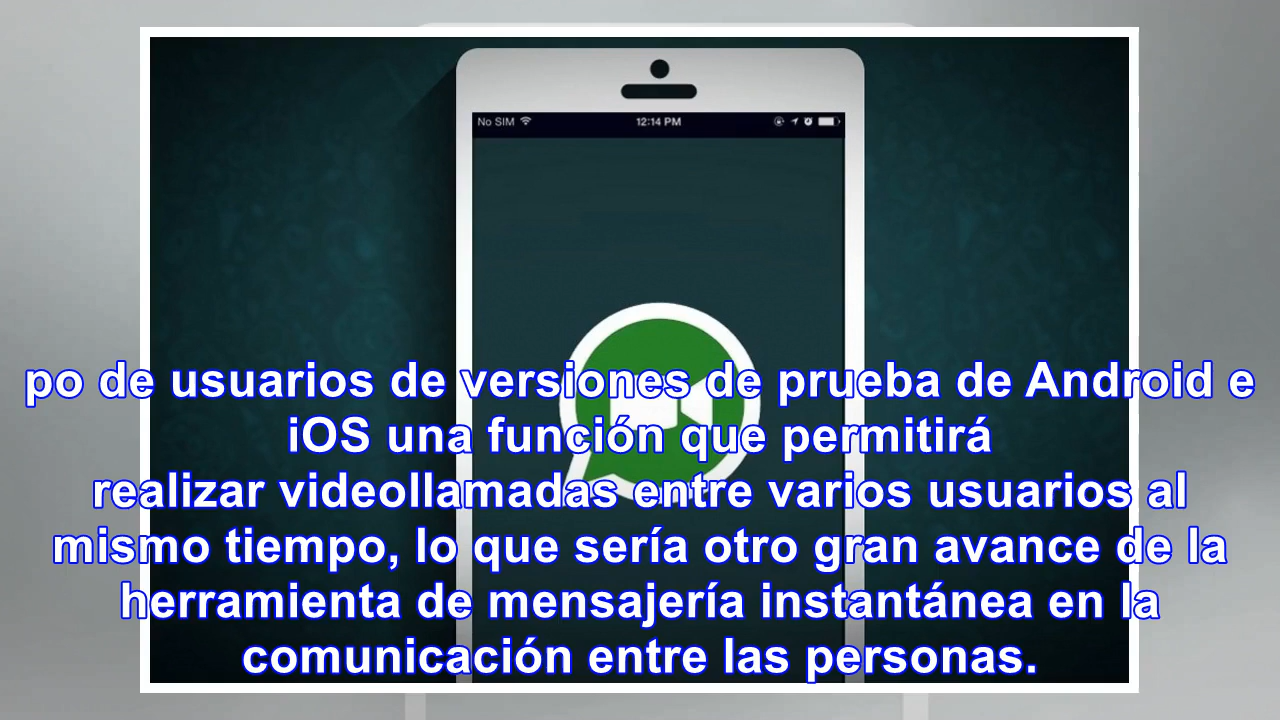 No SIM 12:14 PM
po de usuarios de versiones de prueba de Android e
iOS una función que permitirá
realizar videollamadas entre varios usuarios al
mismo tiempo, lo que sería otro gran avance de la
herramienta de mensajería instantánea en la
comunicación entre las personas.